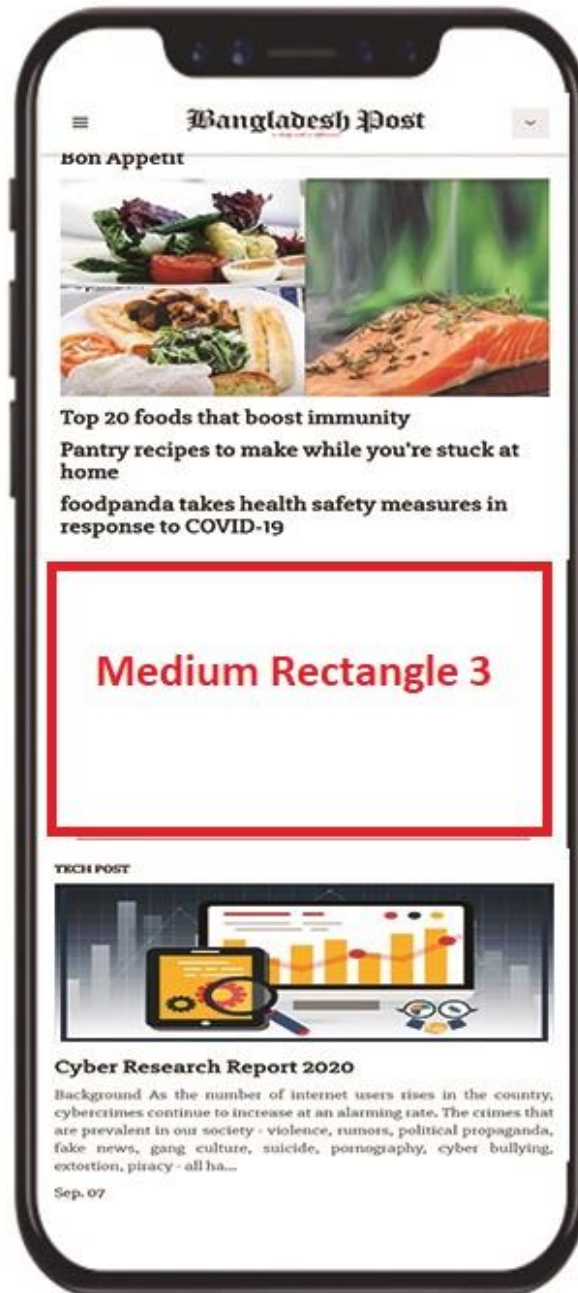 Bangladesh Post
Bon Appetit
Top 20 foods that boost immunity
Pantry recipes to make while you're stuck at
home
foodpanda takes health safety measures in
response to COVID-19
Medium Rectangle 3
TECH POST
Cyber Research Report 2020
Background As the number of internet users rises in the country,
cybercrimes continue to increase at an alarming rate. The crimes that
are prevalent in our society - violence, rumors, political propaganda,
fake news, gang culture, suicide, pornography, cyber bullying,
extortion, piracy - all ha...
Sep. 07